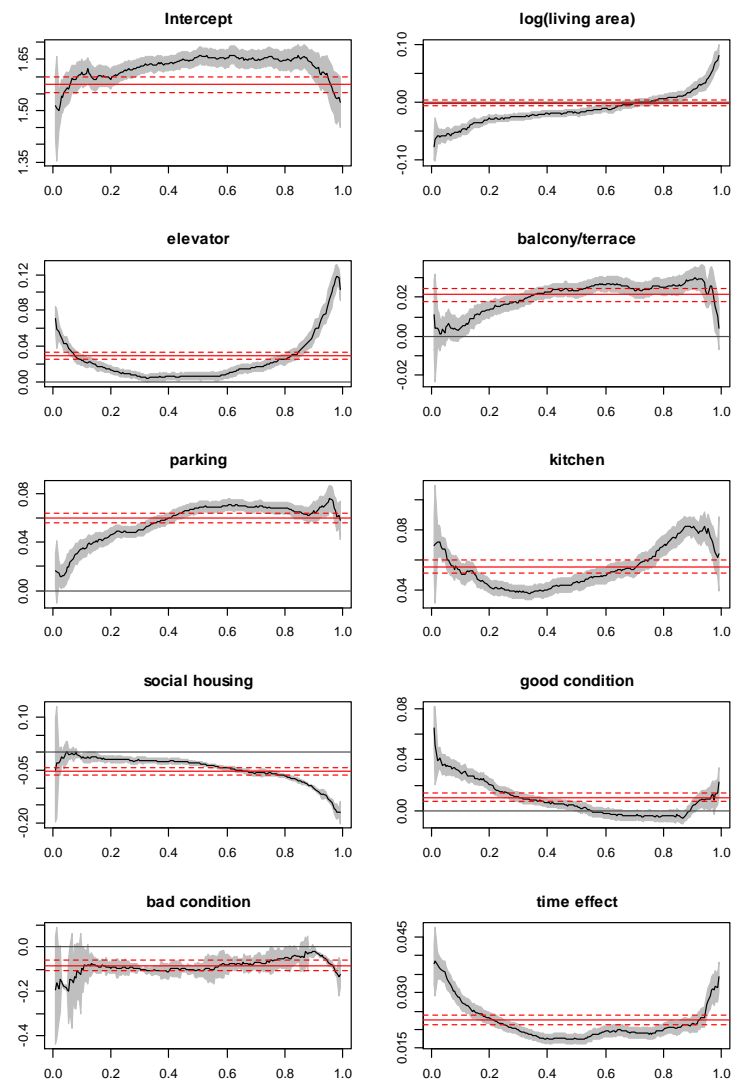 Intercept
1.35 1.50 1.65
0.0 0.2 0.4 0.6 0.8 1.0
log(living area)
-0.10 0.00 0.10
0.0 0.2 0.4 0.6 0.8 1.0
elevator
0.00 0.04 0.08 0.12
0.0 0.2 0.4 0.6 0.8 1.0
balcony/terrace
-0.02 0.00 0.02
0.0 0.2 0.4 0.6 0.8 1.0
parking
0.00 0.04 0.08
0.0 0.2 0.4 0.6 0.8 1.0
kitchen
0.04 0.08
0.0 0.2 0.4 0.6 0.8 1.0
social housing
-0.20 -0.05 0.10
0.0 0.2 0.4 0.6 0.8 1.0
good condition
0.00 0.04 0.08
0.0 0.2 0.4 0.6 0.8 1.0
bad condition
-0.4 -0.2 0.0
0.0 0.2 0.4 0.6 0.8 1.0
time effect
0.015 0.030 0.045
0.0 0.2 0.4 0.6 0.8 1.0